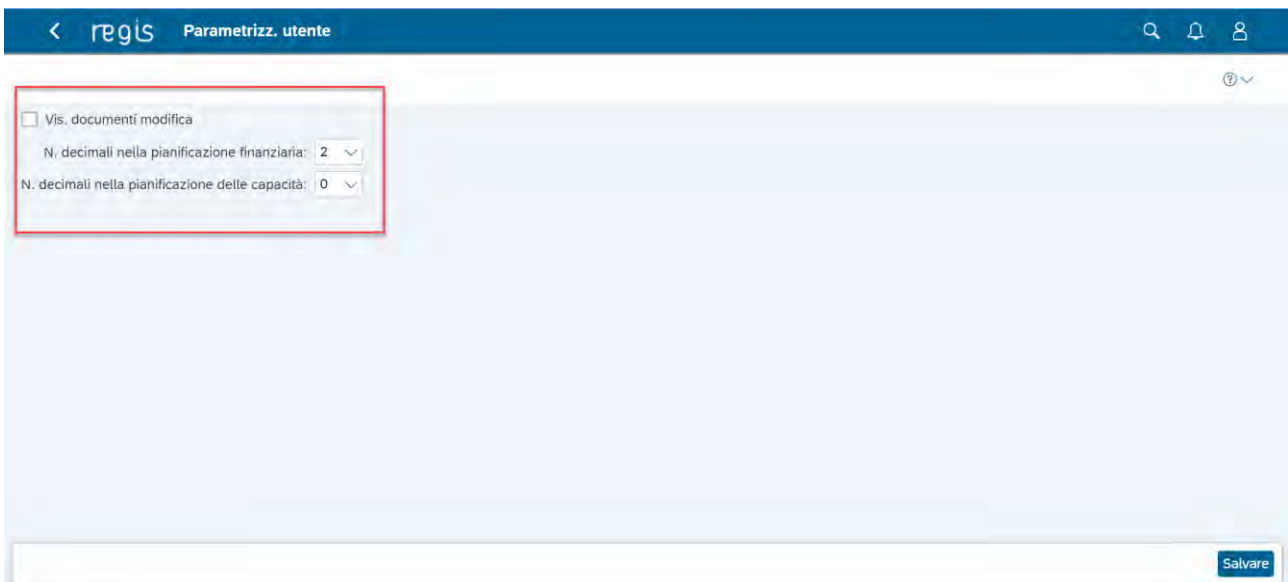 regis Parametrizz. utente
Vis. documenti modifica
N. decimali nella pianificazione finanziaria: 2
N. decimali nella pianificazione delle capacità: 0
Salvare